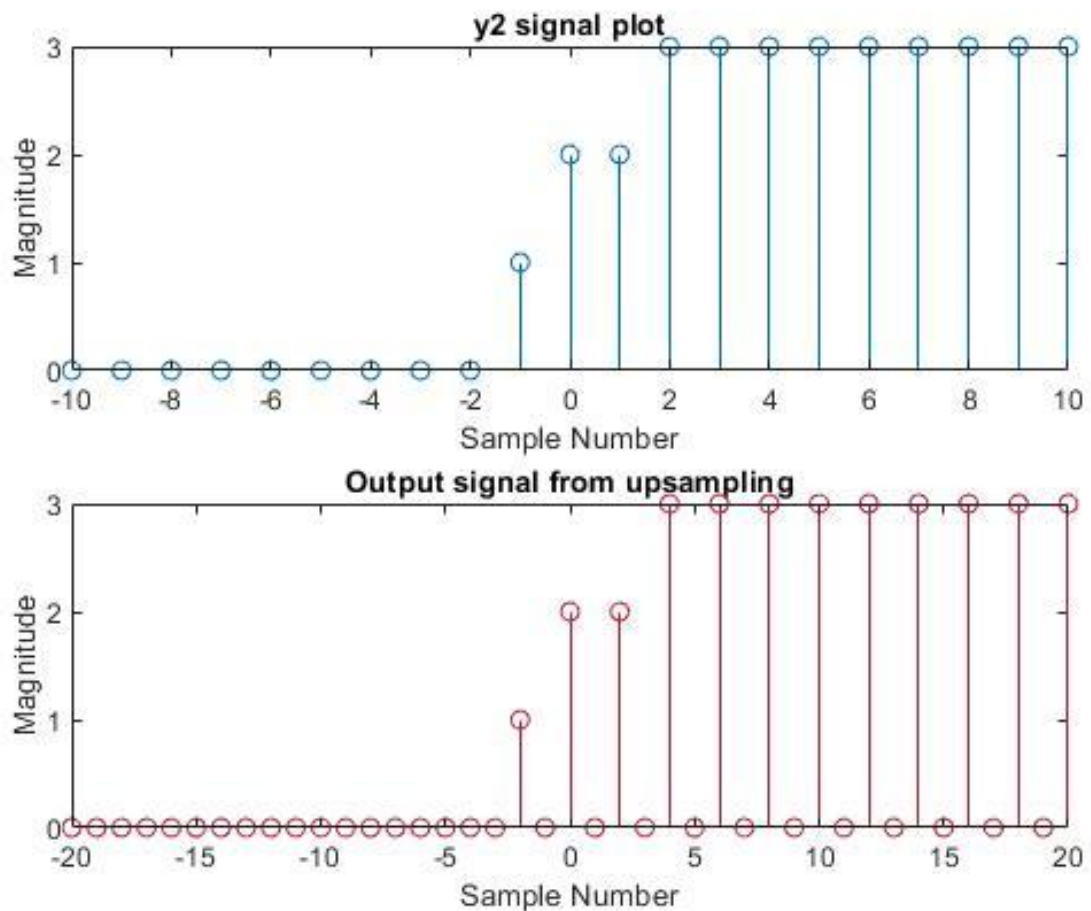 y2 signal plot
3
2
1
0
Magnitude
-10 -8 -6 -4 -2 0 2 4 6 8 10
Sample Number
Output signal from upsampling
3
2
1
0
Magnitude
-20 -15 -10 -5 0 5 10 15 20
Sample Number